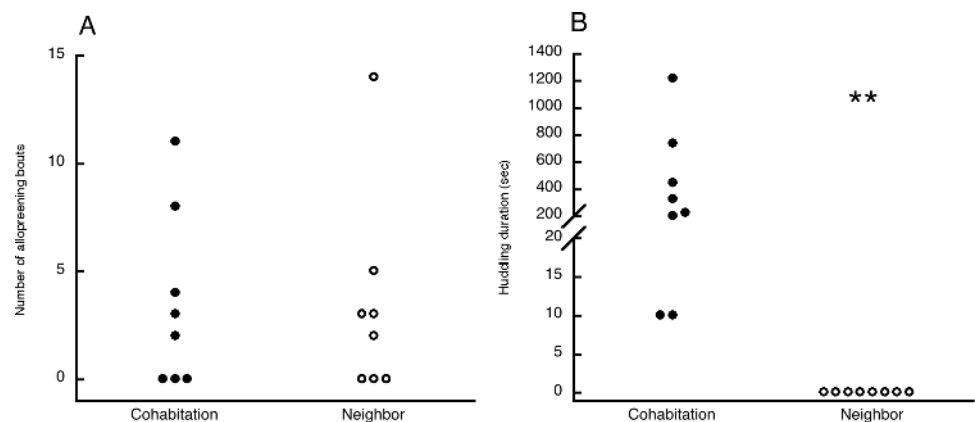 A
15
10
5
0
Number of allopreening bouts
Cohabitation Neighbor
B
1400
1200
1000
800
600
400
200
20
15
10
5
0
Huddling duration (sec)
**
Cohabitation Neighbor